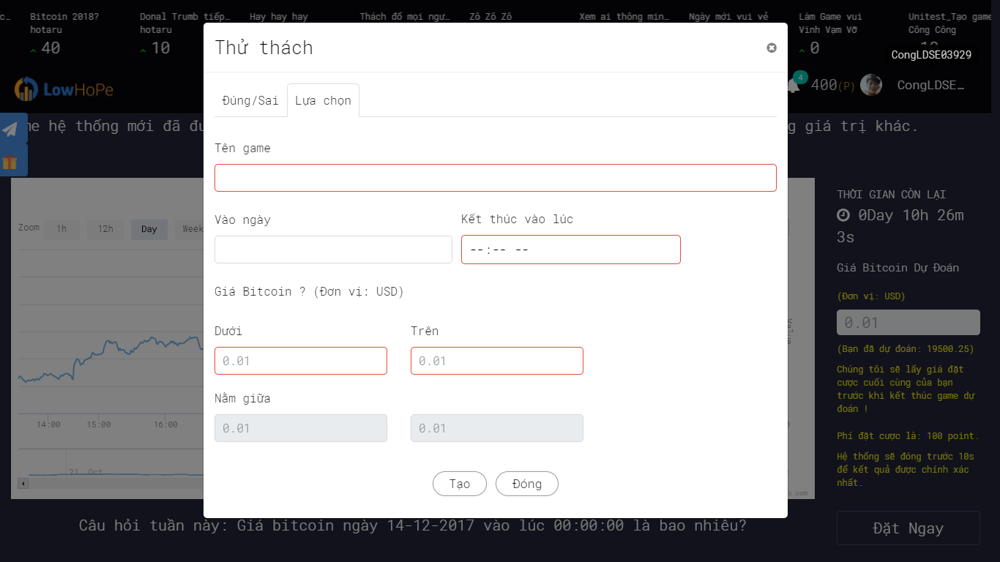 Bitcoin 2018?
hotaru
40
Donal Trumb tiếp…
hotaru
10
Hay hay hay
Thách đố mọi ngư…
Zô Zô Zô
Xem ai thông min…
Ngày mới vui vẻ
Làm Game vui
Vinh Vạm Vỡ
0
Unitest_Tạo game
Công Công
CongLDSE03929
LowHoPe
4
400(P)
CongLDSE…
me hệ thống mới đã đư
g giá trị khác.
Thử thách
Đúng/Sai
Lựa chọn
Tên game
Vào ngày
Kết thúc vào lúc
--:-- --
Giá Bitcoin ? (Đơn vị: USD)
Dưới
Trên
0.01
0.01
Nằm giữa
0.01
0.01
Tạo
Đóng
Zoom
1h
12h
Day
Week
14:00
15:00
16:00
21. Oct
Value
s.com
THỜI GIAN CÒN LẠI
0Day 10h 26m
3s
Giá Bitcoin Dự Đoán
(Đơn vị: USD)
0.01
(Bạn đã dự đoán: 19500.25)
Chúng tôi sẽ lấy giá đặt
cược cuối cùng của bạn
trước khi kết thúc game dự
đoán !
Phí đặt cược là: 100 point.
Hệ thống sẽ đóng trước 10s
để kết quả được chính xác
nhất.
Đặt Ngay
Câu hỏi tuần này: Giá bitcoin ngày 14-12-2017 vào lúc 00:00:00 là bao nhiêu?